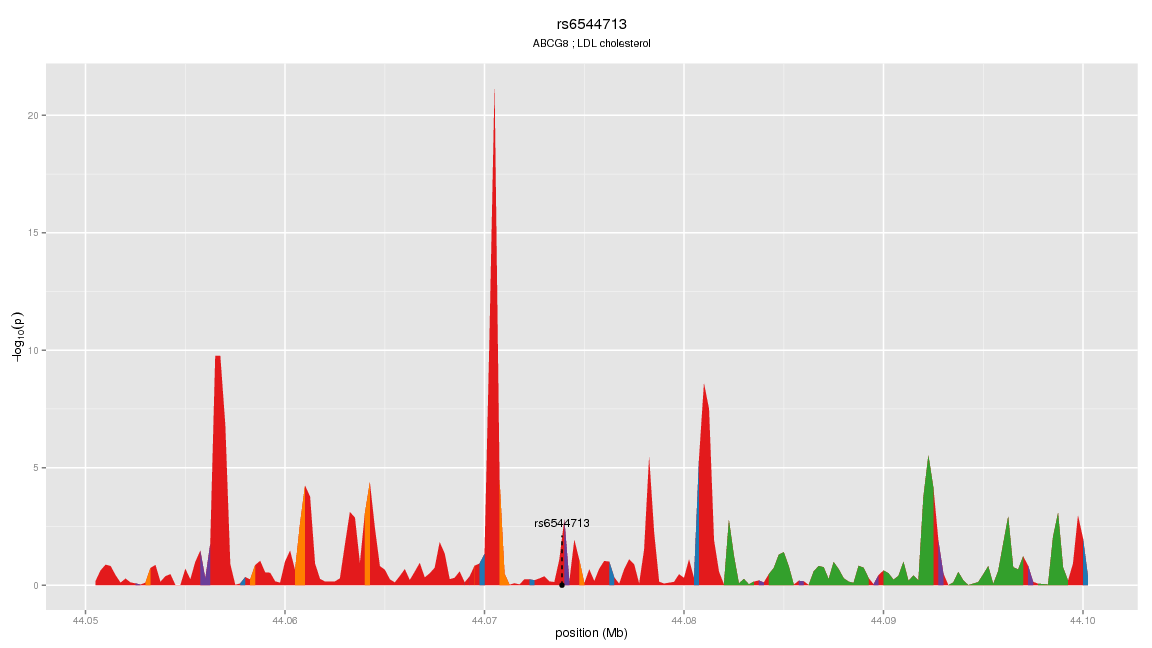 rs6544713
ABCG8 ; LDL cholesterol
20
15
10
5
0
−log10(p)
rs6544713
44.05 44.06 44.07 44.08 44.09 44.10
position (Mb)